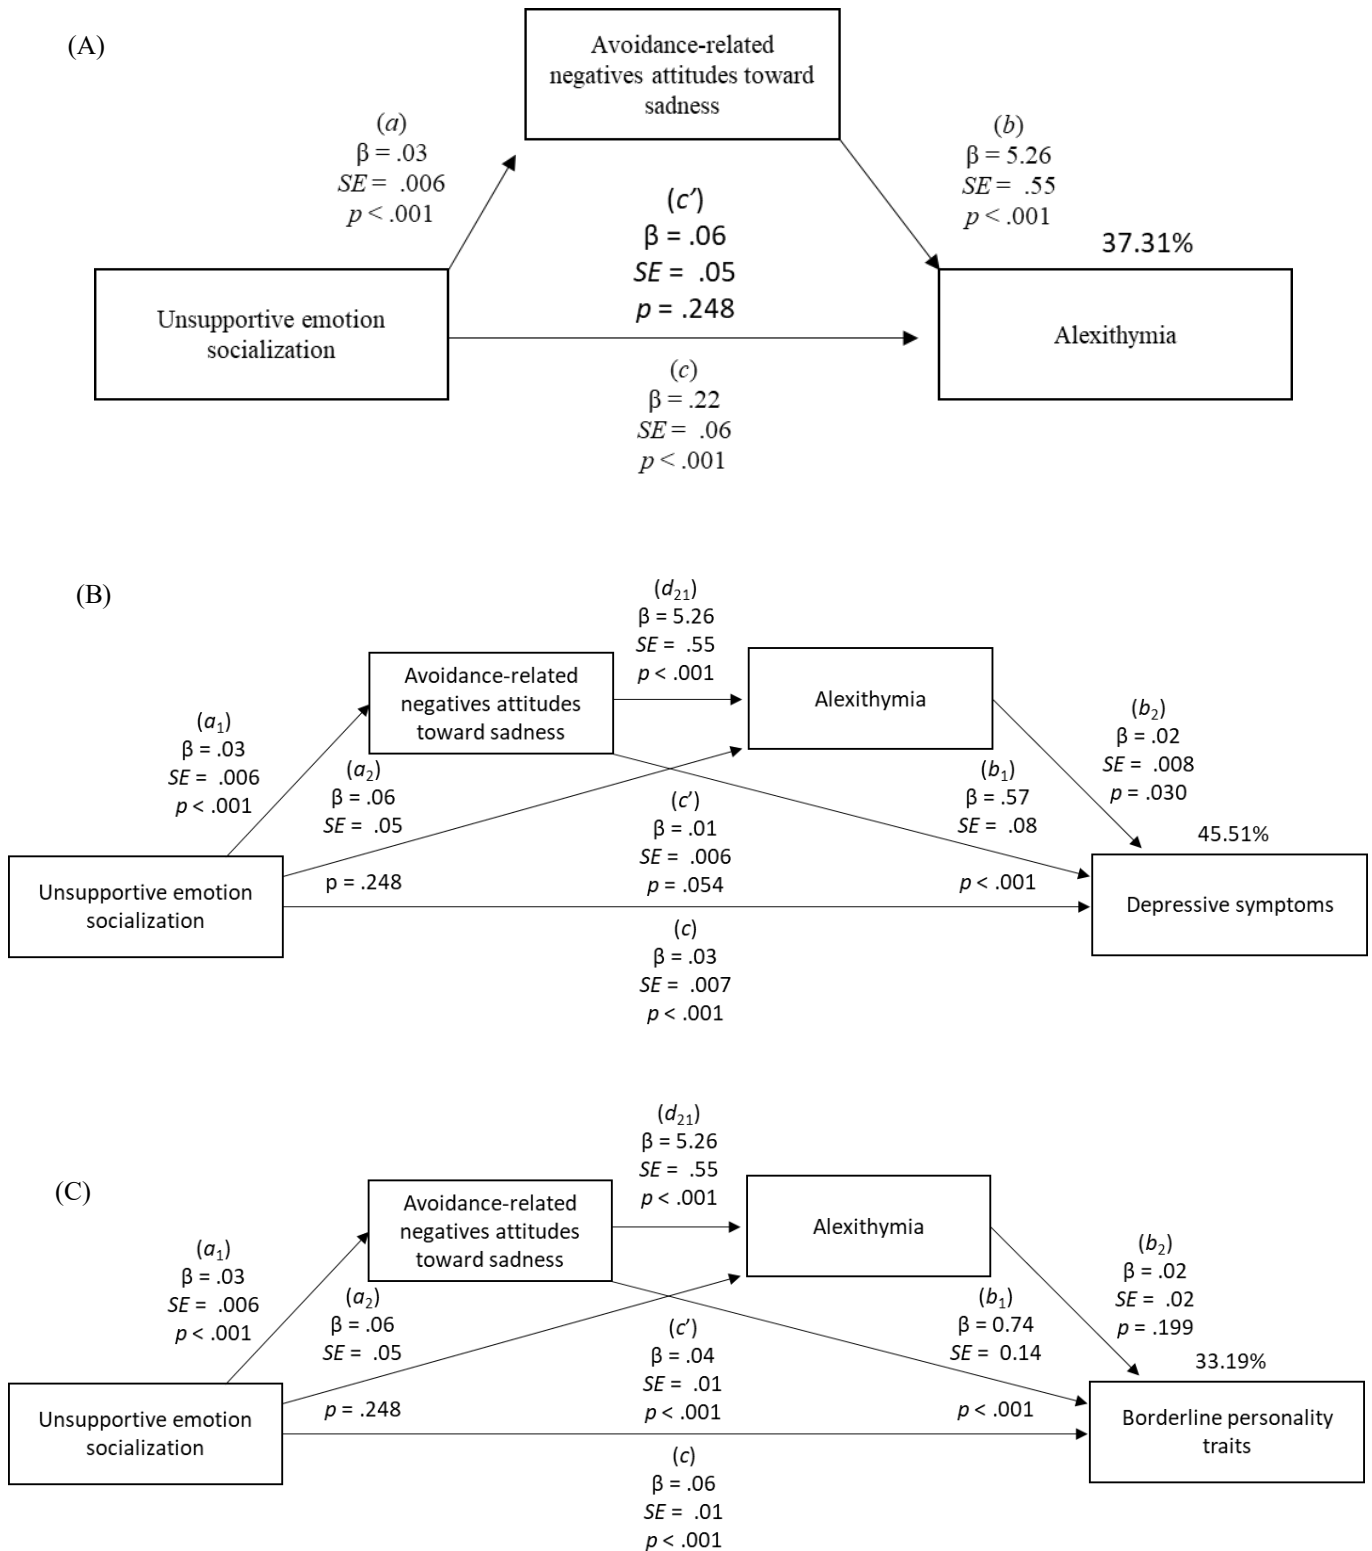 (A)
Avoidance-related
negatives attitudes toward
sadness
(a)
β = .03
SE = .006
p < .001
(b)
β = 5.26
SE = .55
p < .001
(c’)
β = .06
SE = .05
p = .248
37.31%
Unsupportive emotion
socialization
Alexithymia
(c)
β = .22
SE = .06
p < .001
(B)
(d21)
β = 5.26
SE = .55
p < .001
Avoidance-related
negatives attitudes
toward sadness
Alexithymia
(a1)
β = .03
SE = .006
p < .001
(a2)
β = .06
SE = .05
p = .248
(c’)
β = .01
SE = .006
p = .054
(b1)
β = .57
SE = .08
p < .001
(b2)
β = .02
SE = .008
p = .030
45.51%
Unsupportive emotion
socialization
Depressive symptoms
(c)
β = .03
SE = .007
p < .001
(C)
(d21)
β = 5.26
SE = .55
p < .001
Avoidance-related
negatives attitudes
toward sadness
Alexithymia
(a1)
β = .03
SE = .006
p < .001
(a2)
β = .06
SE = .05
p = .248
(c’)
β = .04
SE = .01
p < .001
(b1)
β = 0.74
SE = 0.14
p < .001
(b2)
β = .02
SE = .02
p = .199
33.19%
Unsupportive emotion
socialization
Borderline personality
traits
(c)
β = .06
SE = .01
p < .001